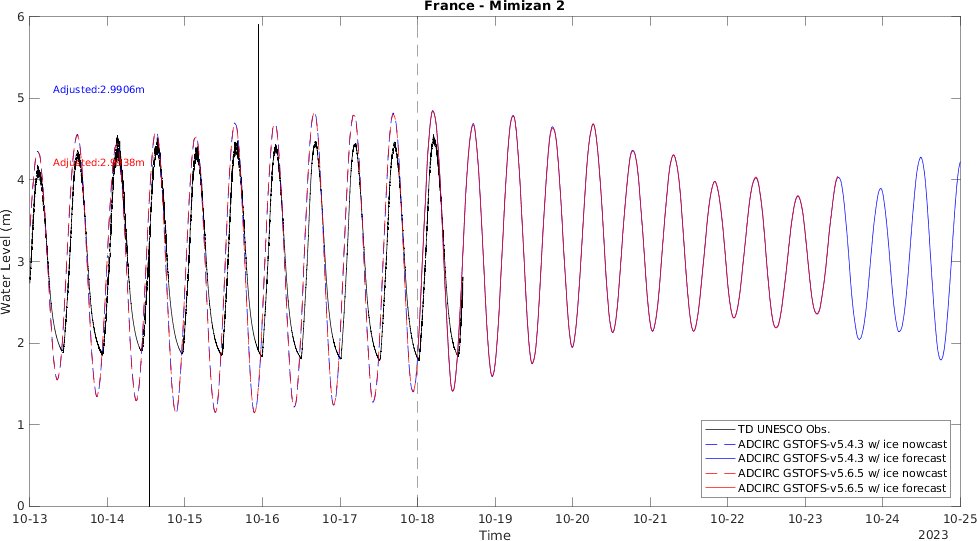 France - Mimizan 2
6
5
4
3
2
1
0
Water Level (m)
Adjusted:2.9906m
10-13
10-14
10-15
10-16
10-17
10-18
10-19
10-20
10-21
10-22
10-23
10-24
10-25
2023
Time
TD UNESCO Obs.
ADCIRC GSTOFS-v5.4.3 w/ ice nowcast
ADCIRC GSTOFS-v5.4.3 w/ ice forecast
ADCIRC GSTOFS-v5.6.5 w/ ice nowcast
ADCIRC GSTOFS-v5.6.5 w/ ice forecast